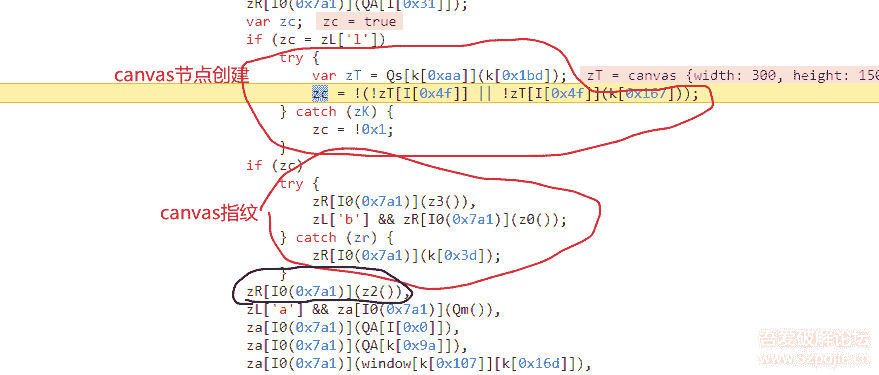 zR[I0(0x7a1)](QA[I[0x31]]);
var zc; zc = true
if (zc = zL['l'])
try {
canvas节点创建
var zT = Qs[k[0xaa]](k[0x1bd]); zT = canvas {width: 300, height: 150
zc = !(!zT[I[0x4f]] || !zT[I[0x4f]](k[0x167]));
} catch (zK) {
zc = !0x1;
}
if (zc)
try {
zR[I0(0x7a1)](z3()),
canvas指纹
zL['b'] && zR[I0(0x7a1)](z0());
} catch (zr) {
zR[I0(0x7a1)](k[0x3d]);
}
zR[I0(0x7a1)](z2()),
zL['a'] && za[I0(0x7a1)](Qm()),
za[I0(0x7a1)](QA[I[0x0]]),
za[I0(0x7a1)](QA[k[0x9a]]),
za[I0(0x7a1)](window[k[0x107]][k[0x16d]]),
吾爱破解论坛
www.52pojie.cn